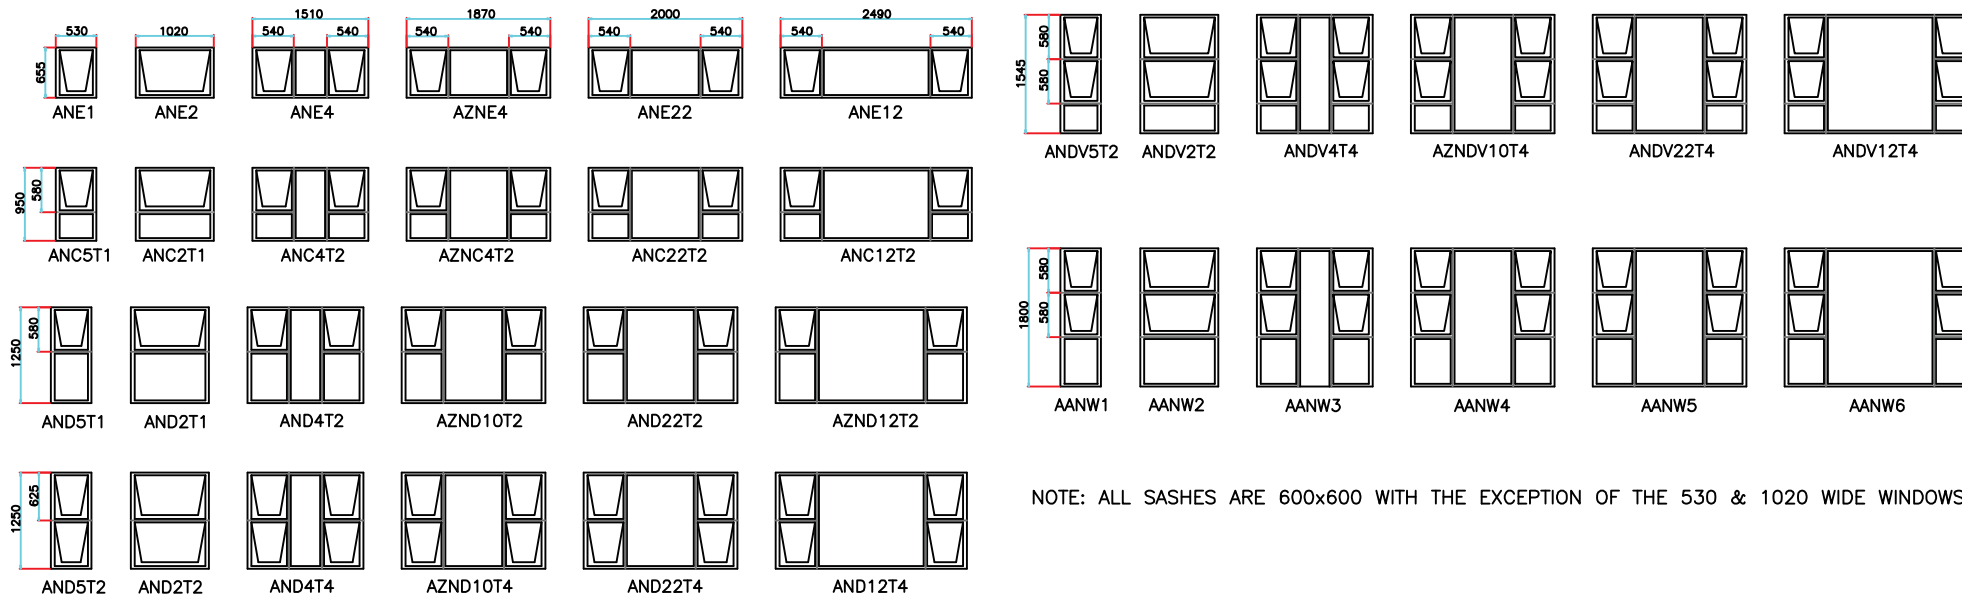 1510 1870 2000 2490
530 1020 540 540 540 540 540 540 540 540
655
ANE1 ANE2 ANE4 AZNE4 ANE22 ANE12
950 580
ANC5T1 ANC2T1 ANC4T2 AZNC4T2 ANC22T2 ANC12T2
1250 580
AND5T1 AND2T1 AND4T2 AZND10T2 AND22T2 AZND12T2
1250 625
AND5T2 AND2T2 AND4T4 AZND10T4 AND22T4 AND12T4
1545 580 580
ANDV5T2 ANDV2T2 ANDV4T4 AZNDV10T4 ANDV22T4 ANDV12T4
1800 580 580
AANW1 AANW2 AANW3 AANW4 AANW5 AANW6
NOTE: ALL SASHES ARE 600x600 WITH THE EXCEPTION OF THE 530 & 1020 WIDE WINDOWS